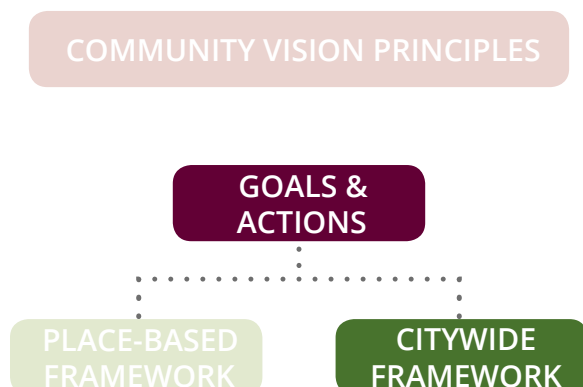 COMMUNITY VISION PRINCIPLES
GOALS &
ACTIONS
PLACE-BASED
FRAMEWORK
CITYWIDE
FRAMEWORK